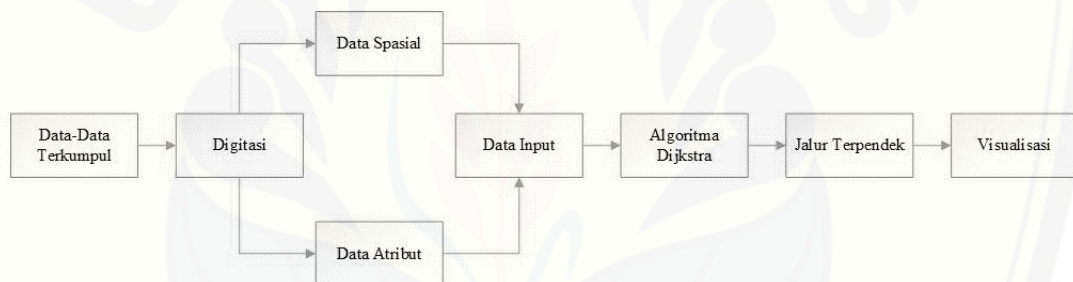 Data-Data
Terkumpul
Digitasi
Data Spasial
Data Atribut
Data Input
Algoritma
Dijkstra
Jalur Terpendek
Visualisasi